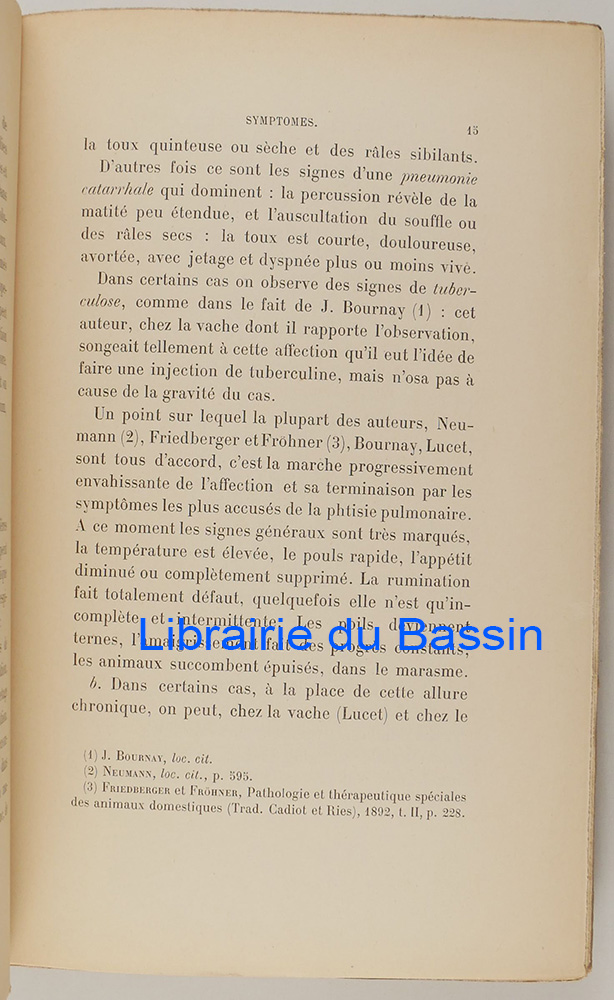 SYMPTOMES.
15
la toux quinteuse ou sèche et des râles sibilants.
D'autres fois ce sont les signes d'une pneumonie
catarrhale qui dominent : la percussion révèle de la
matité peu étendue, et l'auscultation du souffle ou
des râles secs : la toux est courte, douloureuse,
avortée, avec jetage et dyspnée plus ou moins vive.
Dans certains cas on observe des signes de tuber-
culose, comme dans le fait de J. Bournay (1) : cet
auteur, chez la vache dont il rapporte l'observation,
songeait tellement à cette affection qu'il eut l'idée de
faire une injection de tuberculine, mais n'osa pas à
cause de la gravité du cas.
Un point sur lequel la plupart des auteurs, Neu-
mann (2), Friedberger et Fröhner (3), Bournay, Lucet,
sont tous d'accord, c'est la marche progressivement
envahissante de l'affection et sa terminaison par les
symptômes les plus accusés de la phtisie pulmonaire.
A ce moment les signes généraux sont très marqués,
la température est élevée, le pouls rapide, l'appétit
diminué ou complètement supprimé. La rumination
fait totalement défaut, quelquefois elle n'est qu'in-
complète et intermittente. Les poils deviennent
ternes, l'amaigrissement fait des progrès constants,
Librairie du Bassin
les animaux succombent épuisés, dans le marasme.
b. Dans certains cas, à la place de cette allure
chronique, on peut, chez la vache (Lucet) et chez le
(1) J. BOURNAY, loc. cit.
(2) NEUMANN, loc. cit., p. 595.
(3) FRIEDBERGER et FRÖHNER, Pathologie et thérapeutique spéciales
des animaux domestiques (Trad. Cadiot et Ries), 1892, t. II, p. 228.